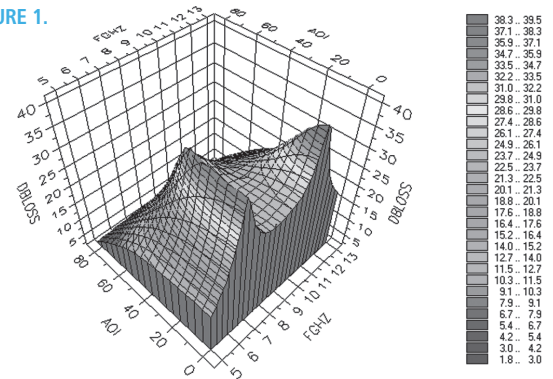 URE 1.
FGHZ
5 6 7 8 9 10 11 12 13
AOI
80 60 40 20 0
40 35 30 25 20 15 10 5
DBLOSS
40 35 30 25 20 15 10 5
DBLOSS
80 60 40 20 0
AOI
5 6 7 8 9 10 11 12 13
FGHZ
38.3 .. 39.5
37.1 .. 38.3
35.9 .. 37.1
34.7 .. 35.9
33.5 .. 34.7
32.2 .. 33.5
31.0 .. 32.2
29.8 .. 31.0
28.6 .. 29.8
27.4 .. 28.6
26.1 .. 27.4
24.9 .. 26.1
23.7 .. 24.9
22.5 .. 23.7
21.3 .. 22.5
20.1 .. 21.3
18.8 .. 20.1
17.6 .. 18.8
16.4 .. 17.6
15.2 .. 16.4
14.0 .. 15.2
12.7 .. 14.0
11.5 .. 12.7
10.3 .. 11.5
9.1 .. 10.3
7.9 .. 9.1
6.7 .. 7.9
5.4 .. 6.7
4.2 .. 5.4
3.0 .. 4.2
1.8 .. 3.0